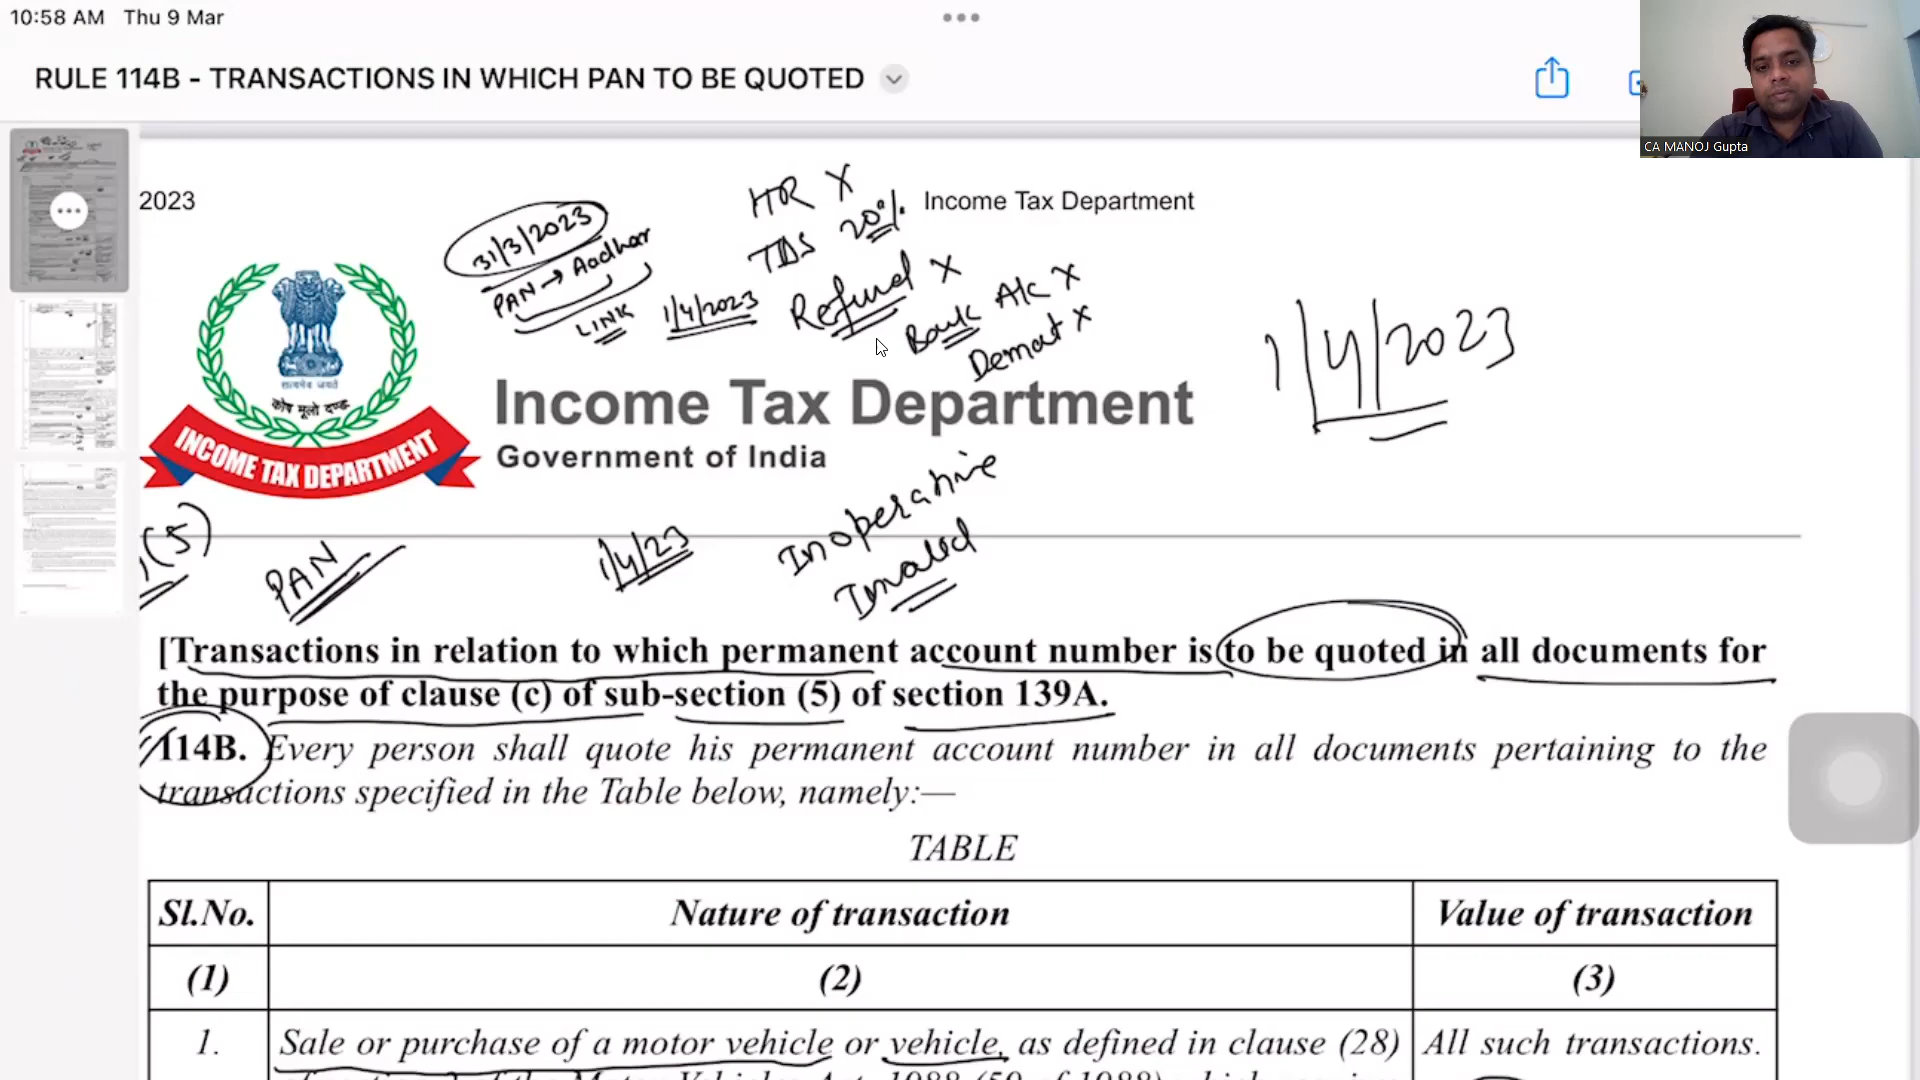 10:58 AM Thu 9 Mar
RULE 114B - TRANSACTIONS IN WHICH PAN TO BE QUOTED
CA MANOJ Gupta
2023
Income Tax Department
31/3/2023
PAN → Aadhar
LINK
1/4/2023
X
TDS 20%
Refund X
Bank A/c X
Demat X
1/4/2023
सत्यमेव जयते
कोष मूलो दण्डः
INCOME TAX DEPARTMENT
Income Tax Department
Government of India
(5)
PAN
1/4/23
Inoperative
Invalid
[Transactions in relation to which permanent account number is to be quoted in all documents for
the purpose of clause (c) of sub-section (5) of section 139A.
114B. Every person shall quote his permanent account number in all documents pertaining to the
transactions specified in the Table below, namely:—
TABLE
Sl.No. Nature of transaction Value of transaction
(1) (2) (3)
1. Sale or purchase of a motor vehicle or vehicle, as defined in clause (28) All such transactions.